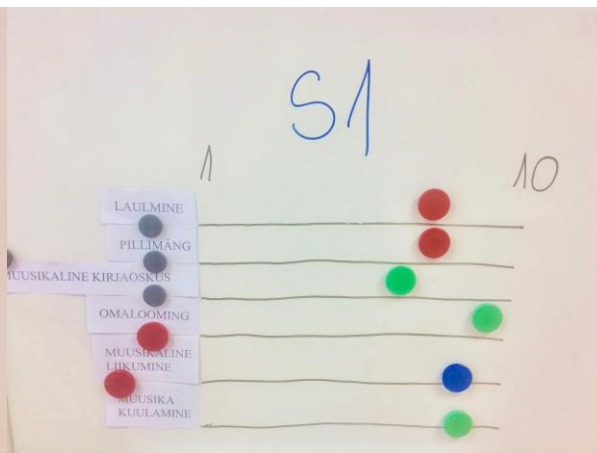 S1
1 10
LAULMINE
PILLIMÄNG
MUUSIKALINE KIRJAOSKUS
OMALOOMING
MUUSIKALINE
LIIKUMINE
MUUSIKA
KUULAMINE